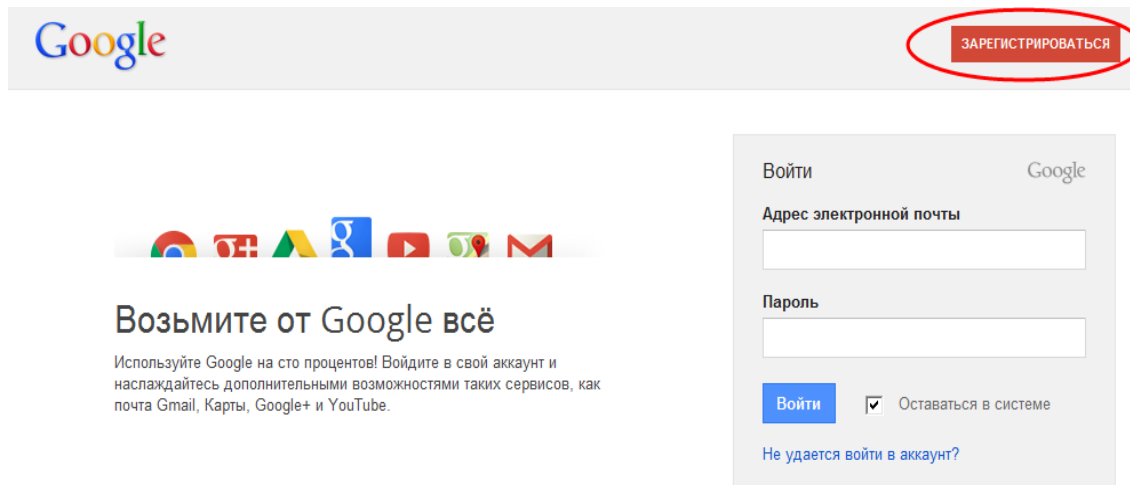 Google
ЗАРЕГИСТРИРОВАТЬСЯ
Возьмите от Google всё
Используйте Google на сто процентов! Войдите в свой аккаунт и
наслаждайтесь дополнительными возможностями таких сервисов, как
почта Gmail, Карты, Google+ и YouTube.
Войти
Google
Адрес электронной почты
Пароль
Войти
Оставаться в системе
Не удается войти в аккаунт?